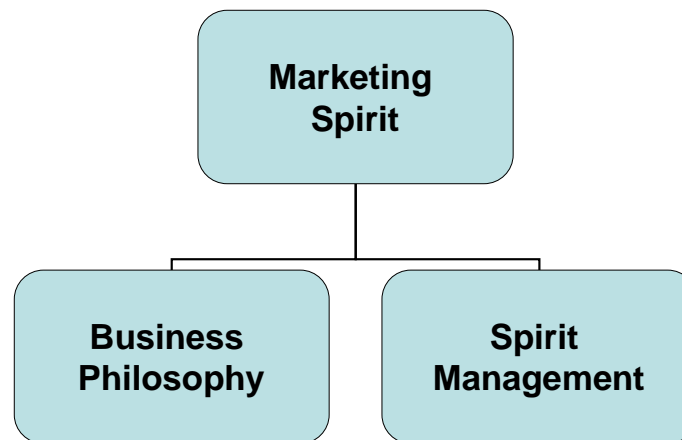 Marketing
Spirit
Business
Philosophy
Spirit
Management